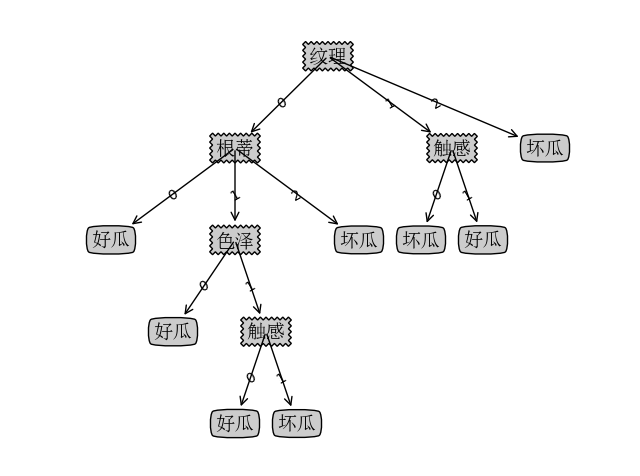 纹理
0 1 2
根蒂 触感 坏瓜
0 1 2 0 1
好瓜 色泽 坏瓜 坏瓜 好瓜
0 1
好瓜 触感
0 1
好瓜 坏瓜